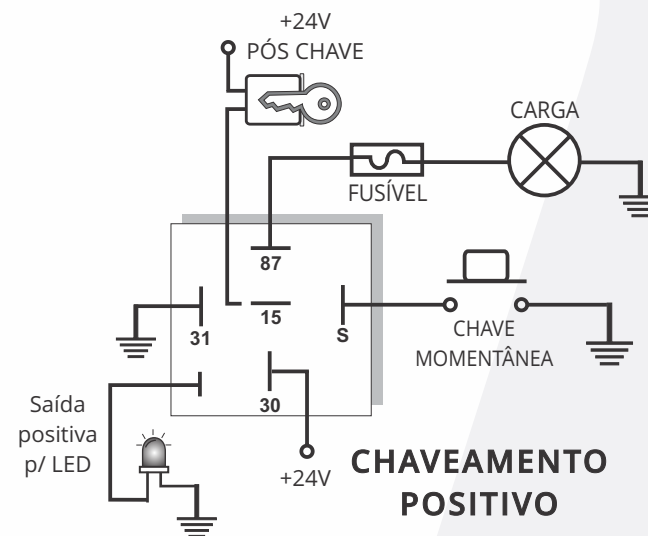 +24V
PÓS CHAVE
CARGA
FUSÍVEL
87
15
31
S
30
CHAVE
MOMENTÂNEA
Saída
positiva
p/ LED
+24V
CHAVEAMENTO
POSITIVO